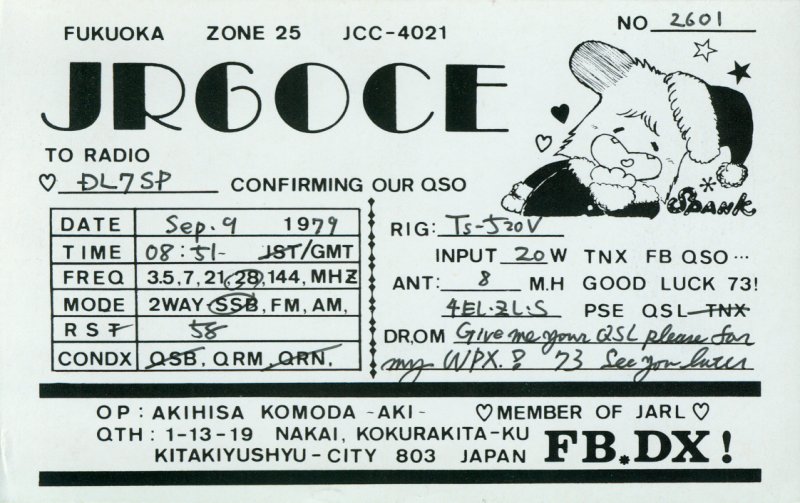 FUKUOKA ZONE 25 JCC-4021
NO 2601
JR6OCE
TO RADIO
♡ DL7SP CONFIRMING OUR QSO
Spank
DATE Sep. 9 1979
TIME 08:51- JST/GMT
FREQ 3.5, 7, 21, 28, 144, MHZ
MODE 2WAY, SSB, FM, AM,
RST 58
CONDX QSB, QRM, QRN,
RIG: TS-520V
INPUT 20 W TNX FB QSO ...
ANT: 8 M.H GOOD LUCK 73!
4EL.ZL.S PSE QSL TNX
DR,OM Give me your QSL please for
my WPX.! 73 See you later
OP : AKIHISA KOMODA -AKI- ♡MEMBER OF JARL♡
QTH : 1-13-19 NAKAI, KOKURAKITA-KU
KITAKIYUSHYU-CITY 803 JAPAN FB.DX!